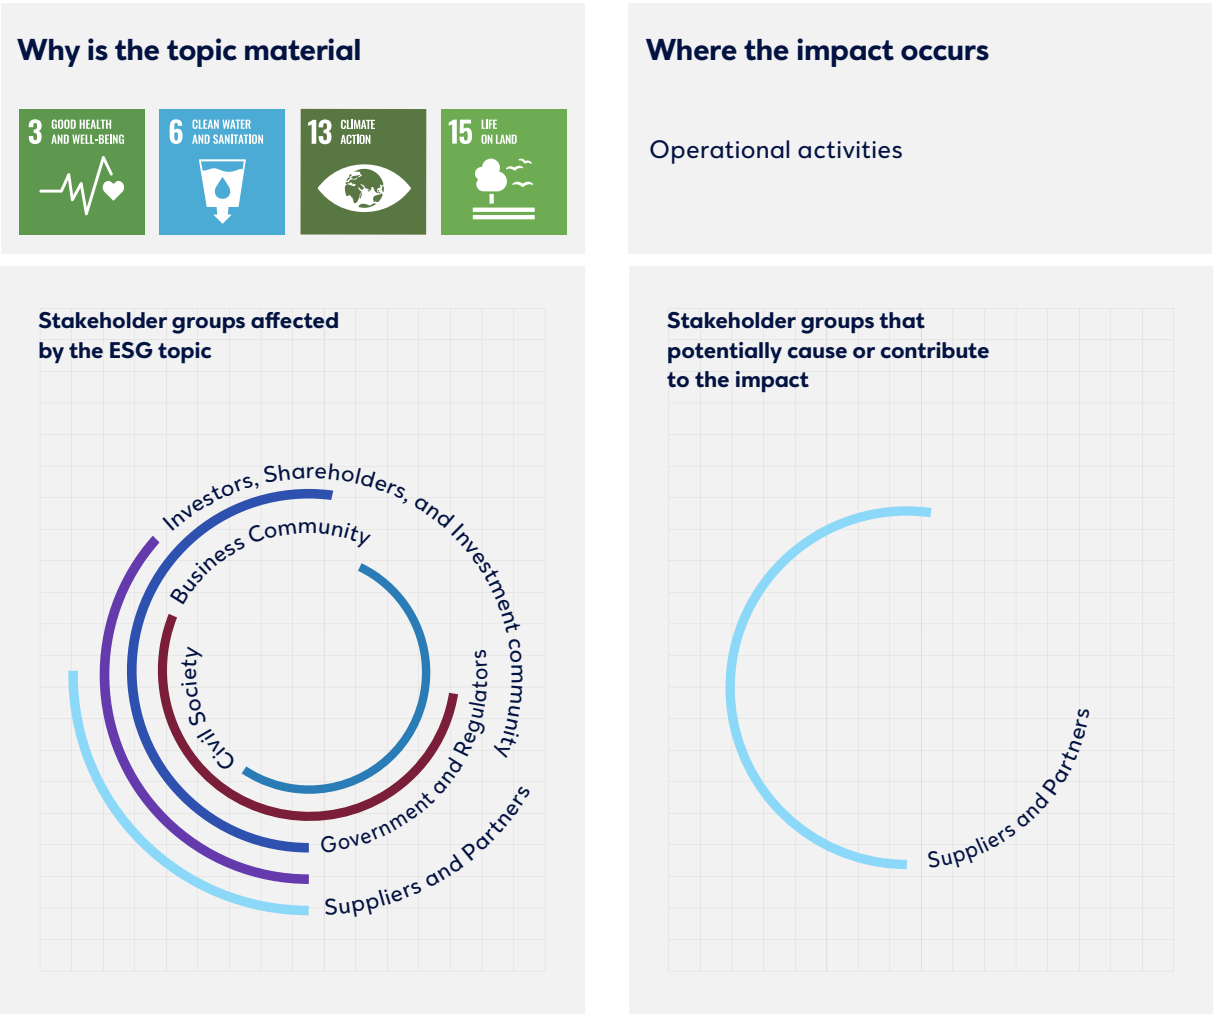 Why is the topic material
3 GOOD HEALTH
AND WELL-BEING
6 CLEAN WATER
AND SANITATION
13 CLIMATE
ACTION
15 LIFE
ON LAND
Where the impact occurs
Operational activities
Stakeholder groups affected
by the ESG topic
Investors, Shareholders, and Investment community
Business Community
Civil Society
Government and Regulators
Suppliers and Partners
Stakeholder groups that
potentially cause or contribute
to the impact
Suppliers and Partners